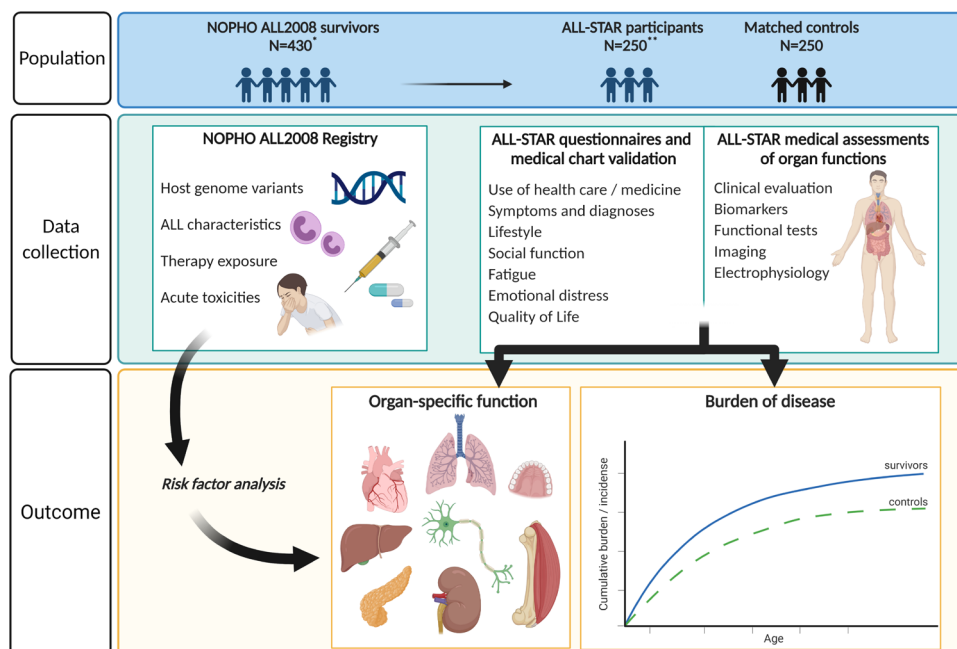 Population
NOPHO ALL2008 survivors
N=430*
ALL-STAR participants
N=250**
Matched controls
N=250
Data
collection
NOPHO ALL2008 Registry
Host genome variants
ALL characteristics
Therapy exposure
Acute toxicities
ALL-STAR questionnaires and
medical chart validation
Use of health care / medicine
Symptoms and diagnoses
Lifestyle
Social function
Fatigue
Emotional distress
Quality of Life
ALL-STAR medical assessments
of organ functions
Clinical evaluation
Biomarkers
Functional tests
Imaging
Electrophysiology
Outcome
Risk factor analysis
Organ-specific function
Burden of disease
Cumulative burden / Incidense
survivors
controls
Age